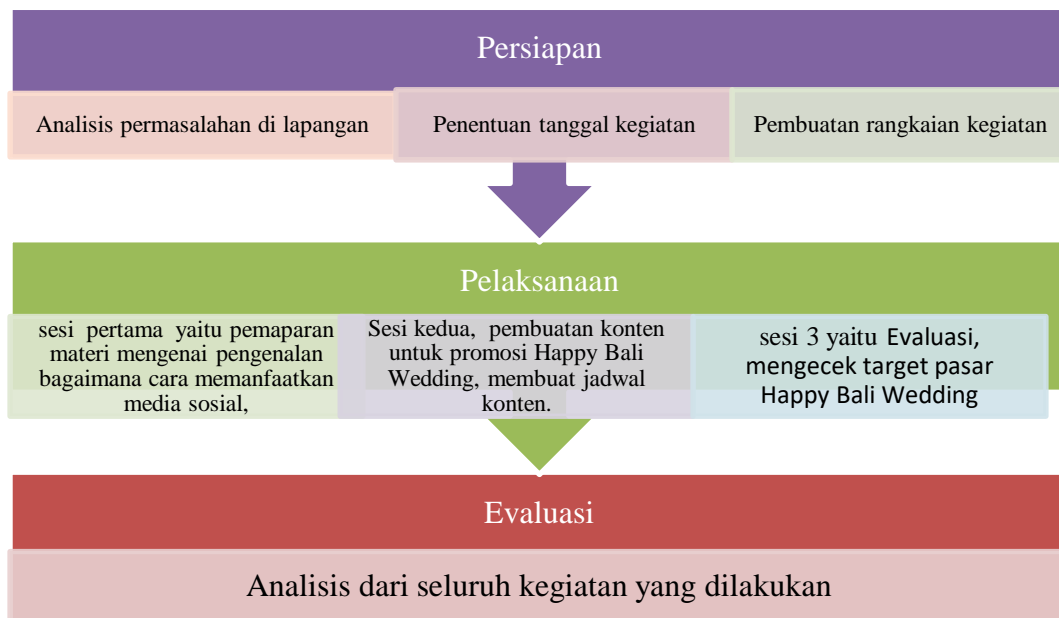 Persiapan
Analisis permasalahan di lapangan
Penentuan tanggal kegiatan
Pembuatan rangkaian kegiatan
Pelaksanaan
sesi pertama yaitu pemaparan
materi mengenai pengenalan
bagaimana cara memanfaatkan
media sosial,
Sesi kedua, pembuatan konten
untuk promosi Happy Bali
Wedding, membuat jadwal
konten.
sesi 3 yaitu Evaluasi,
mengecek target pasar
Happy Bali Wedding
Evaluasi
Analisis dari seluruh kegiatan yang dilakukan